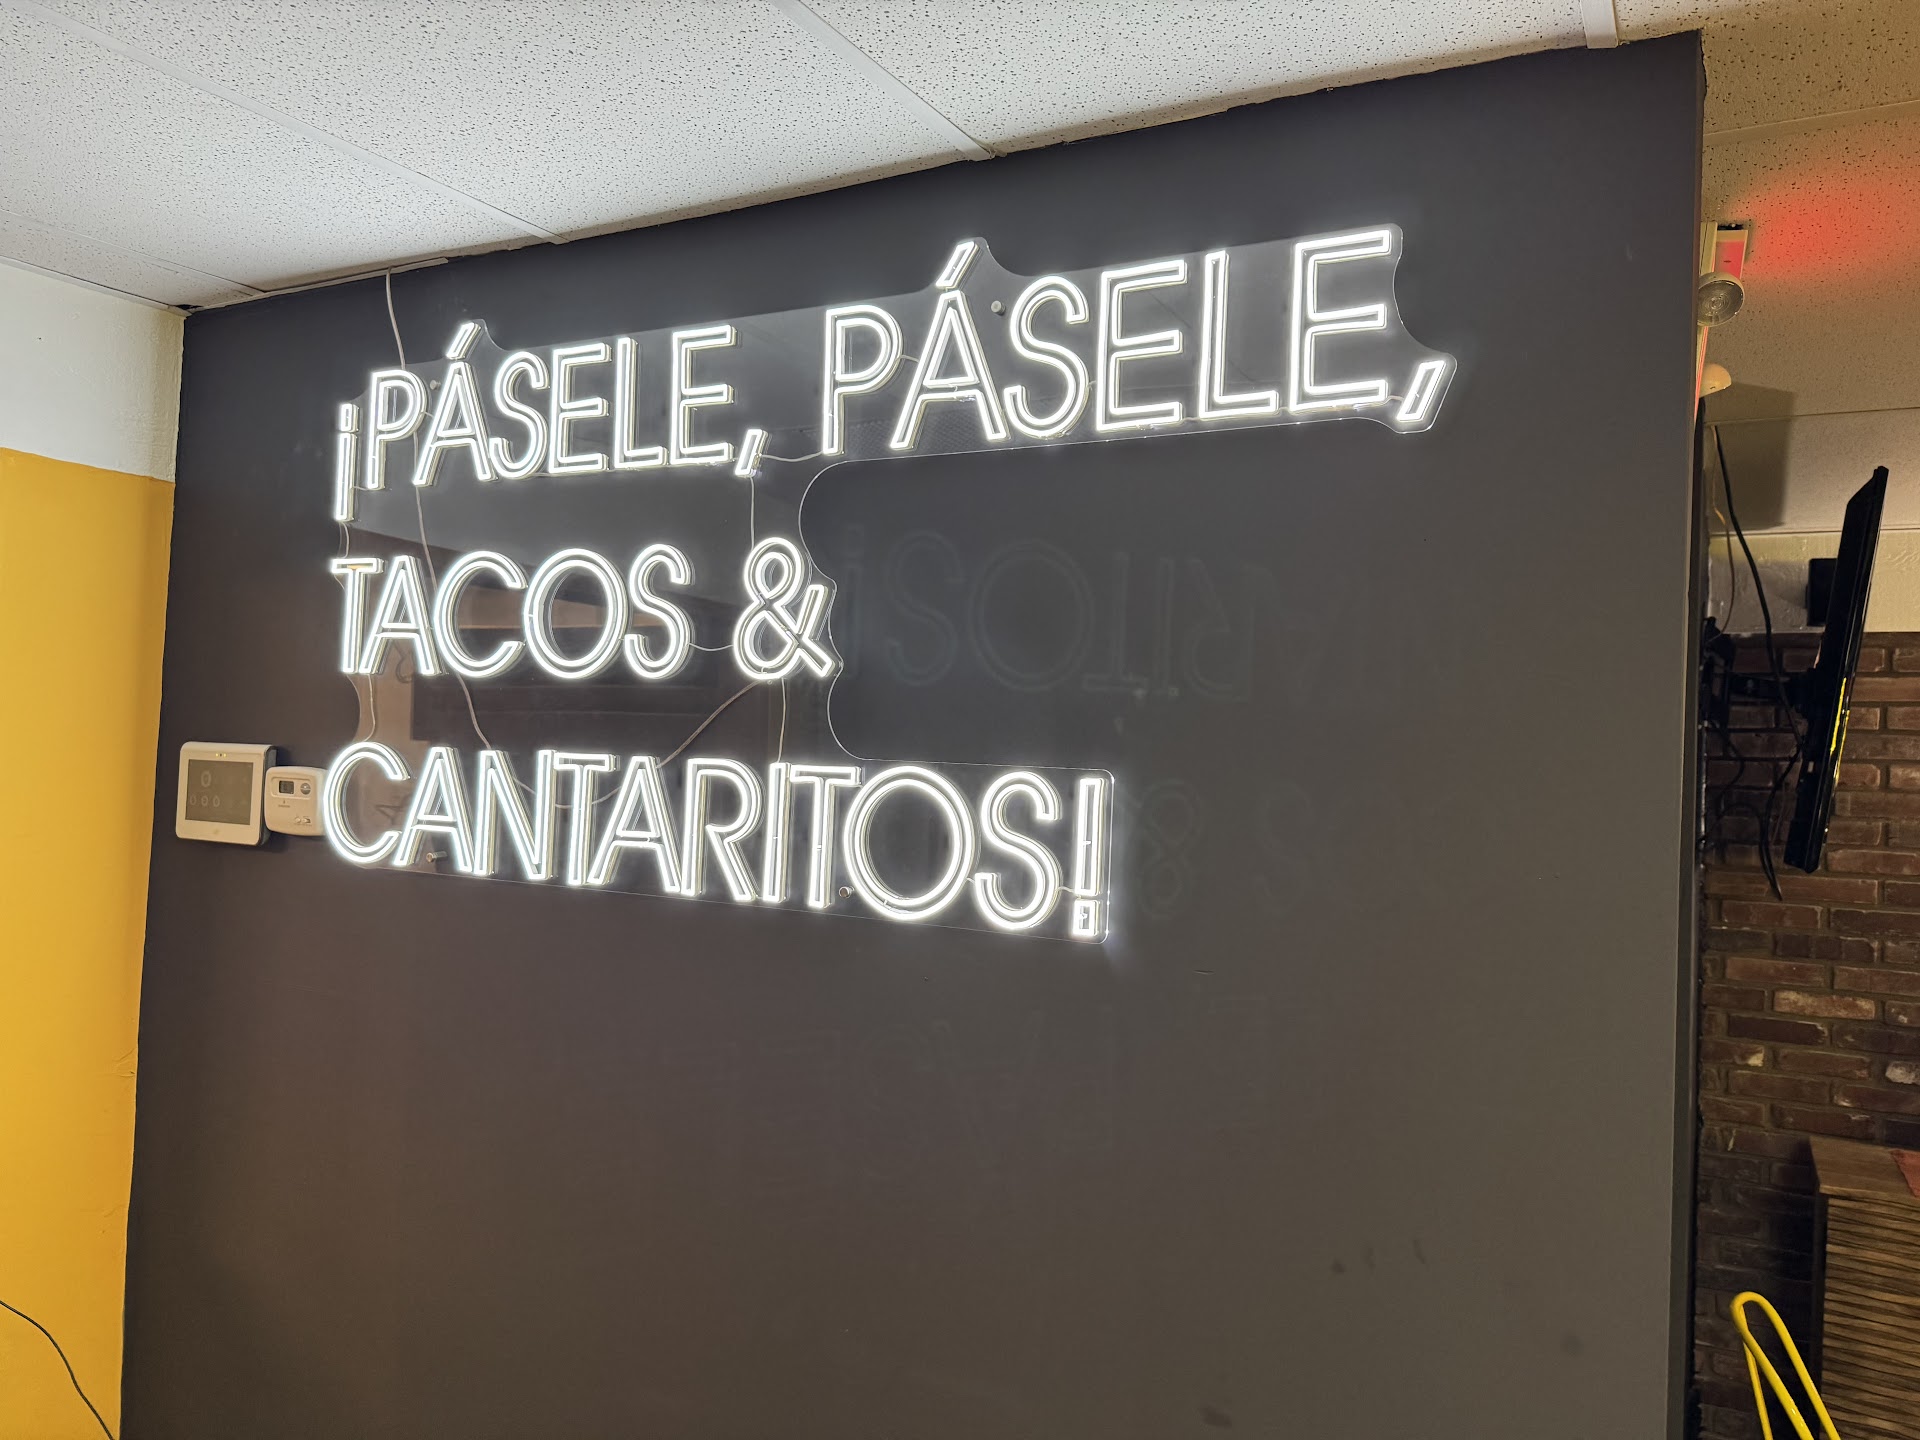 ¡PÁSELE, PÁSELE,
TACOS &
CANTARITOS!